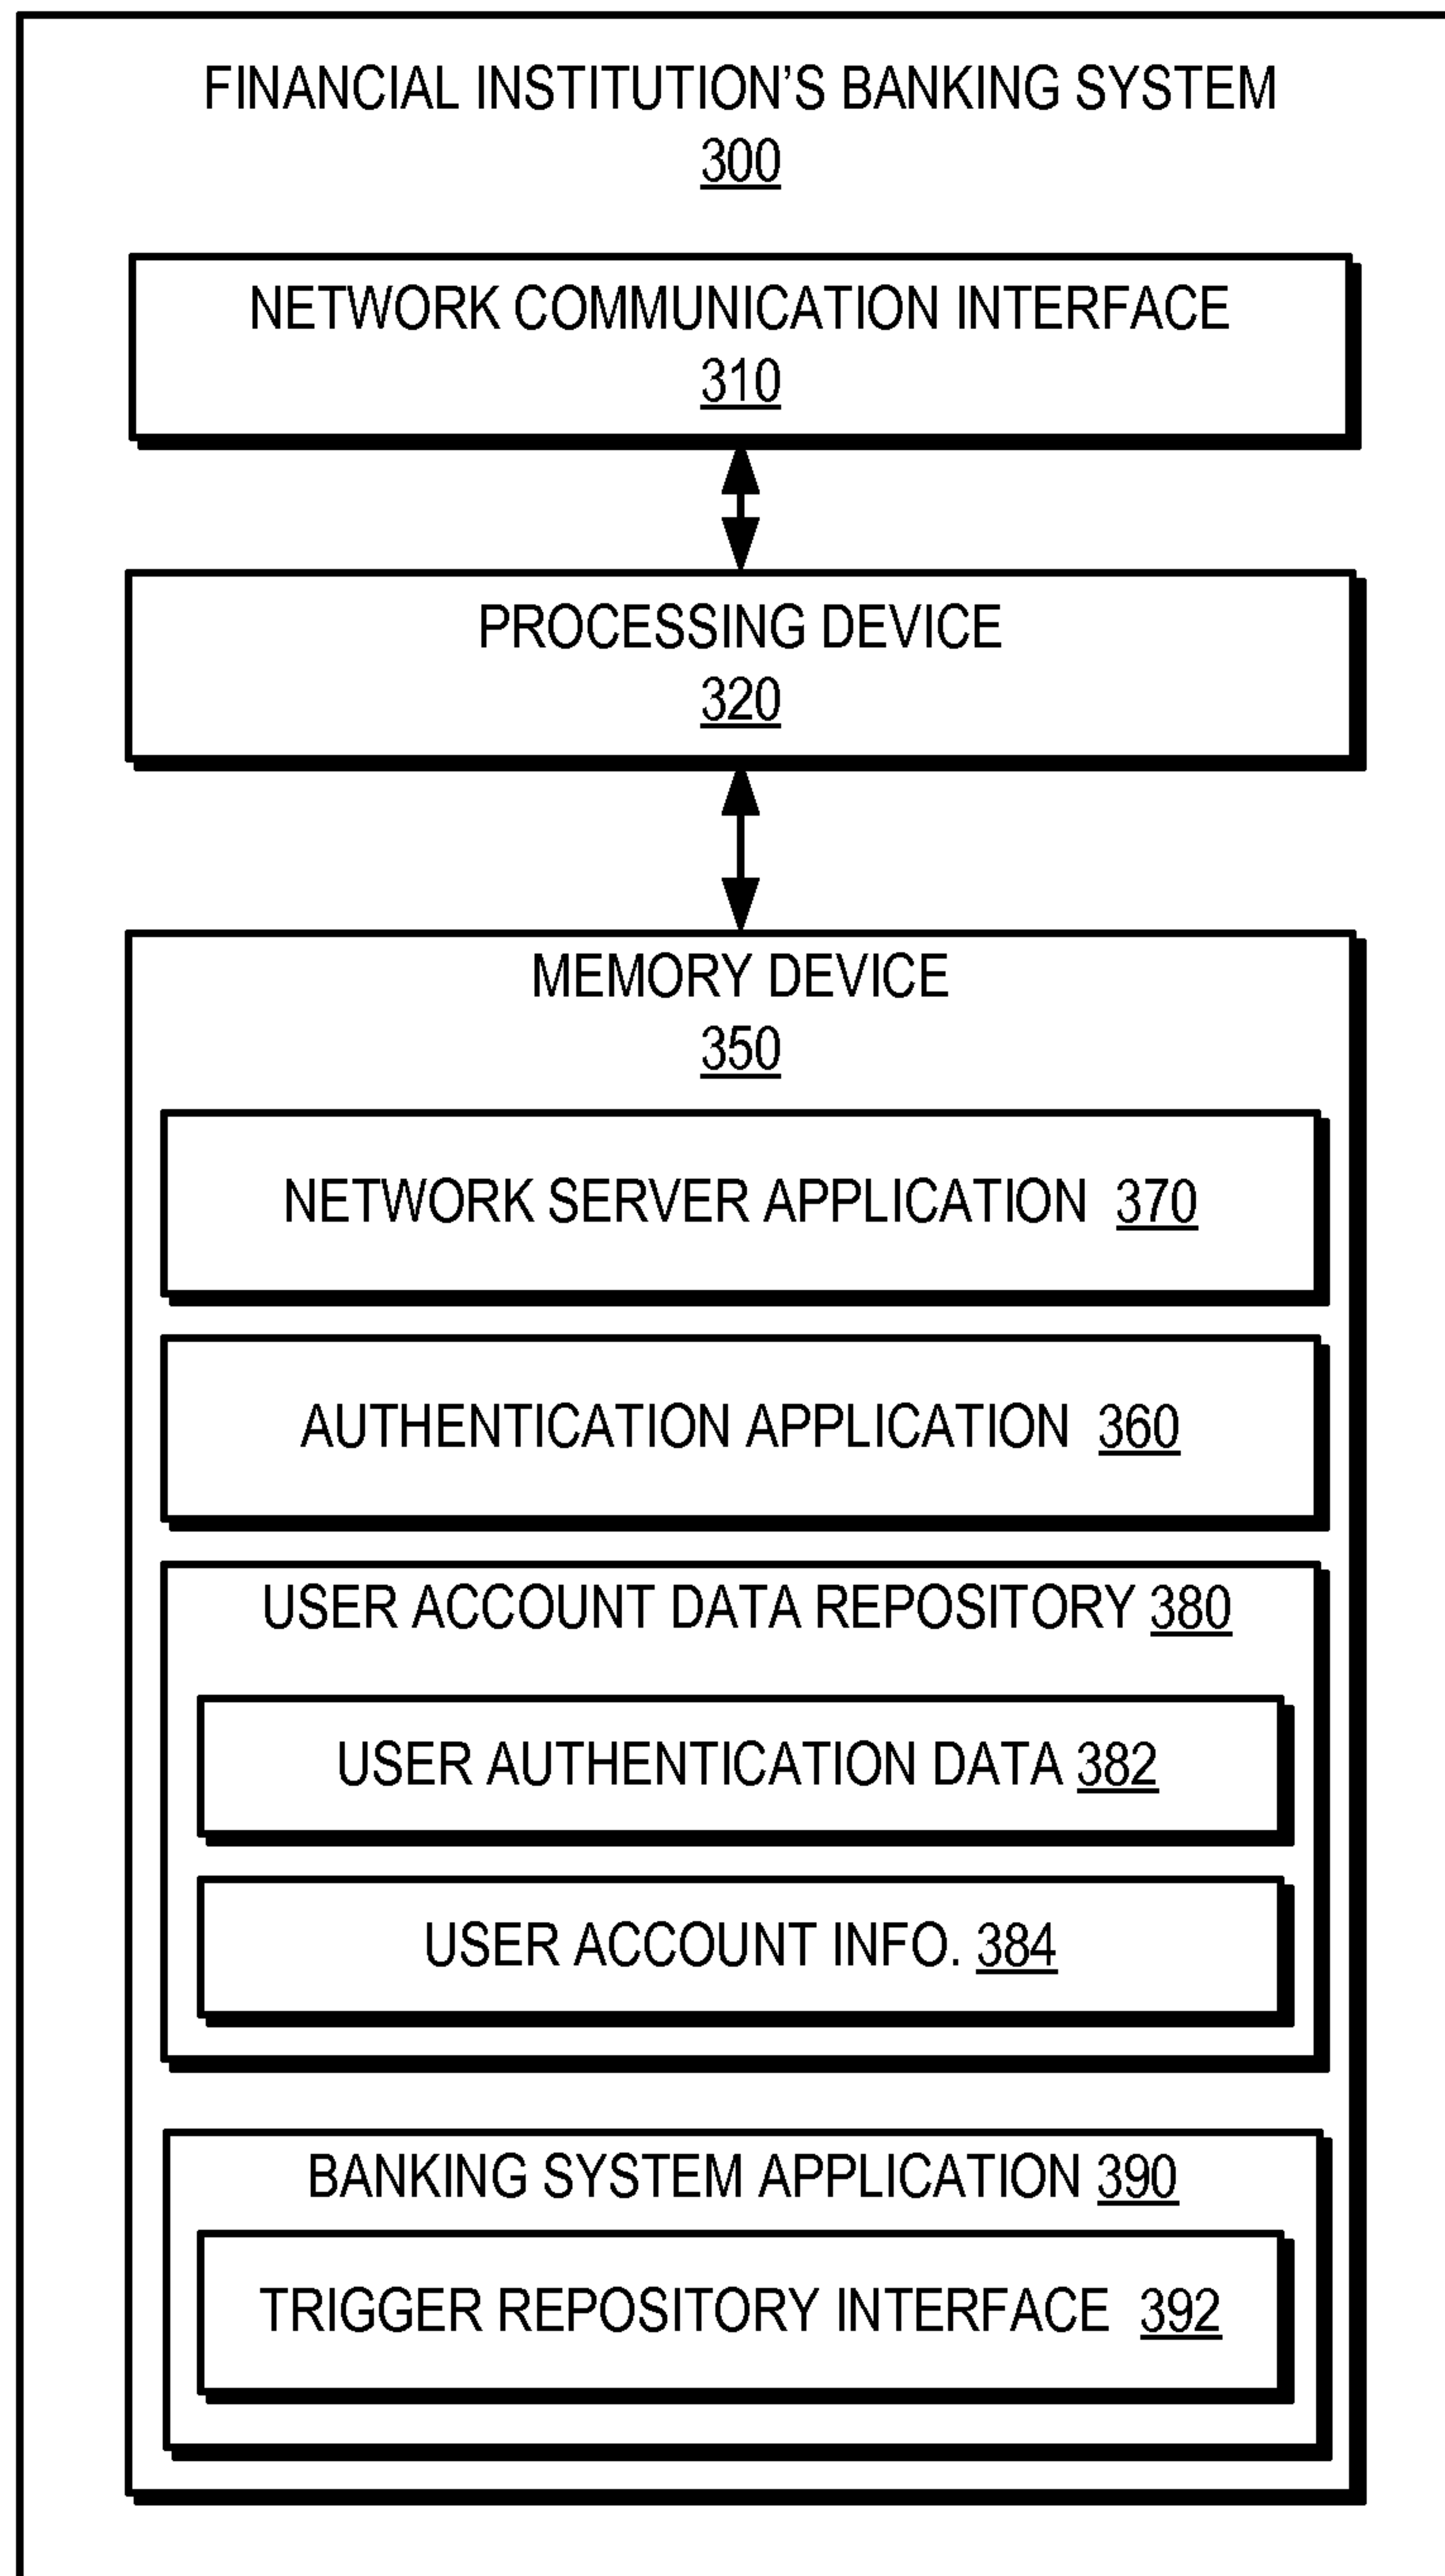 FINANCIAL INSTITUTION’S BANKING SYSTEM
300
NETWORK COMMUNICATION INTERFACE
310
PROCESSING DEVICE
320
MEMORY DEVICE
350
NETWORK SERVER APPLICATION 370
AUTHENTICATION APPLICATION 360
USER ACCOUNT DATA REPOSITORY 380
USER AUTHENTICATION DATA 382
USER ACCOUNT INFO. 384
BANKING SYSTEM APPLICATION 390
TRIGGER REPOSITORY INTERFACE 392